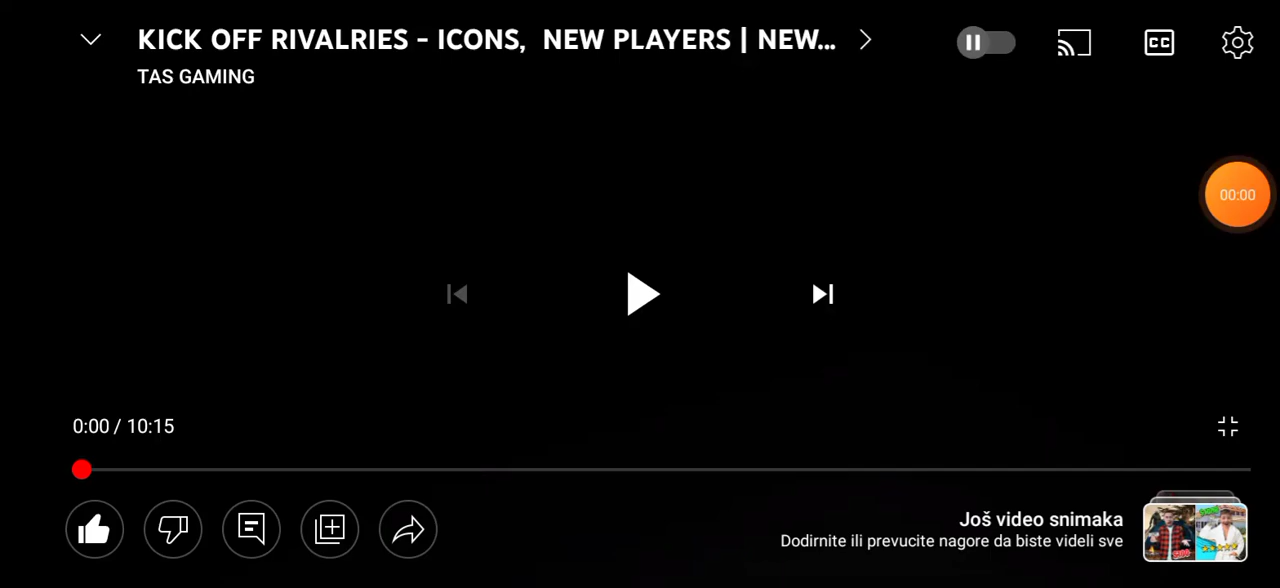 KICK OFF RIVALRIES - ICONS, NEW PLAYERS | NEW...
TAS GAMING
CC
00:00
0:00 / 10:15
Još video snimaka
Dodirnite ili prevucite nagore da biste videli sve